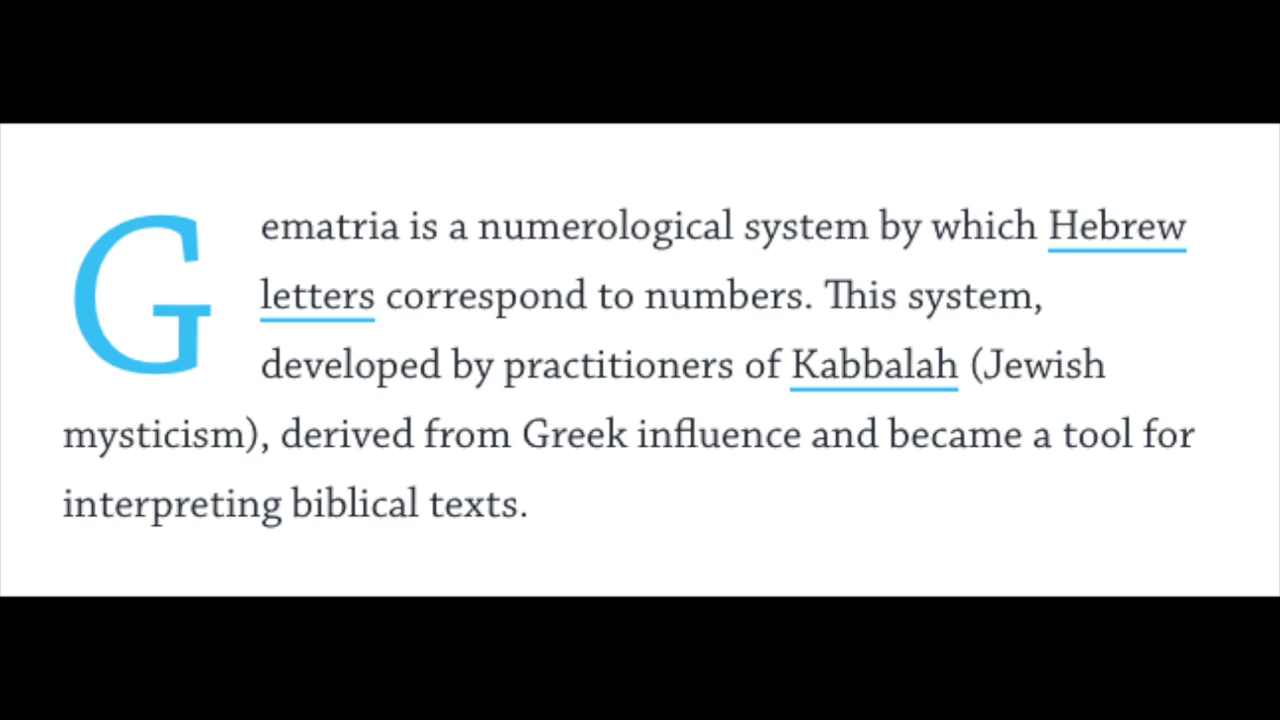 Gematria is a numerological system by which Hebrew
letters correspond to numbers. This system,
developed by practitioners of Kabbalah (Jewish
mysticism), derived from Greek influence and became a tool for
interpreting biblical texts.